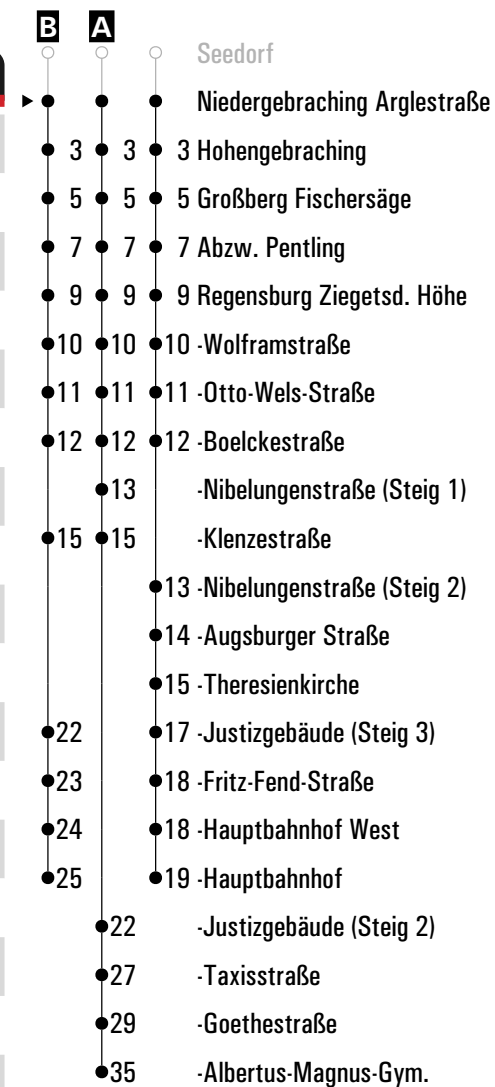 B A
Seedorf
Niedergebraching Arglestraße
3 3 3 Hohengebraching
5 5 5 Großberg Fischersäge
7 7 7 Abzw. Pentling
9 9 9 Regensburg Ziegetsd. Höhe
10 10 10 -Wolframstraße
11 11 11 -Otto-Wels-Straße
12 12 12 -Boelckestraße
13 -Nibelungenstraße (Steig 1)
15 15 -Klenzestraße
13 -Nibelungenstraße (Steig 2)
14 -Augsburger Straße
15 -Theresienkirche
22 17 -Justizgebäude (Steig 3)
23 18 -Fritz-Fend-Straße
24 18 -Hauptbahnhof West
25 19 -Hauptbahnhof
22 -Justizgebäude (Steig 2)
27 -Taxisstraße
29 -Goethestraße
35 -Albertus-Magnus-Gym.